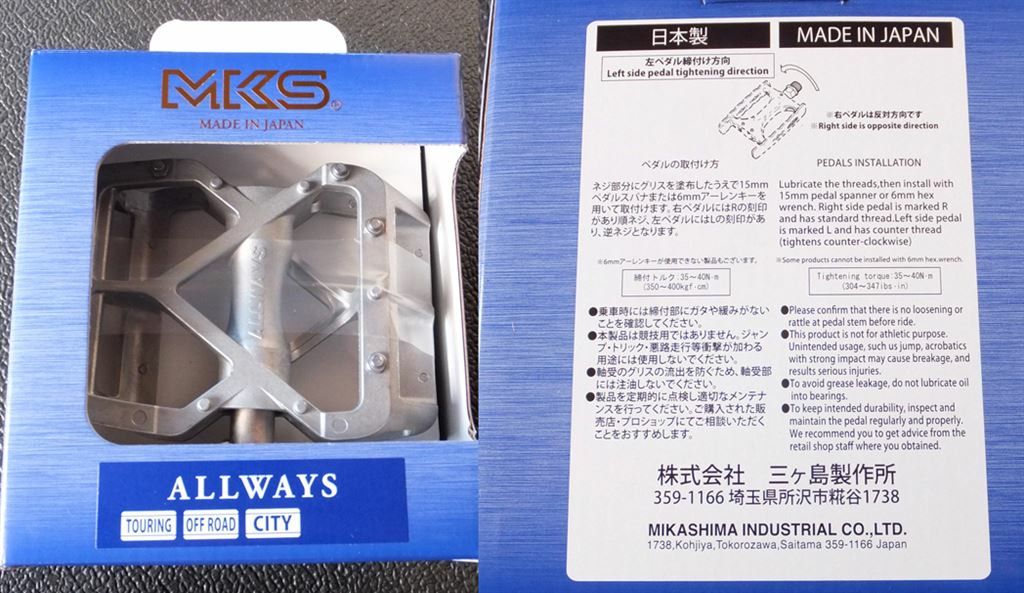 MKS®
MADE IN JAPAN
ALLWAYS
ALLWAYS
TOURING
OFF ROAD
CITY
日本製
MADE IN JAPAN
左ペダル締付け方向
Left side pedal tightening direction
※右ペダルは反対方向です
※Right side is opposite direction
ペダルの取付け方
ネジ部分にグリスを塗布したうえで15mm
ペダルスパナまたは6mmアーレンキーを
用いて取付けます。右ペダルにはRの刻印
があり順ネジ、左ペダルにはLの刻印があ
り、逆ネジとなります。
※6mmアーレンキーが使用できない製品もございます。
締付トルク:35〜40N·m
(350〜400kgf·cm)
●乗車時には締付部にガタや緩みがない
ことを確認してください。
●本製品は競技用ではありません。ジャン
プ・トリック・悪路走行等衝撃が加わる
用途には使用しないでください。
●軸受のグリスの流出を防ぐため、軸受部
には注油しないでください。
●製品を定期的に点検し適切なメンテナ
ンスを行ってください。ご購入された販
売店・プロショップにてご相談いただく
ことをおすすめします。
PEDALS INSTALLATION
Lubricate the threads,then install with
15mm pedal spanner or 6mm hex
wrench. Right side pedal is marked R
and has standard thread.Left side pedal
is marked L and has counter thread
(tightens counter-clockwise)
※Some products cannot be installed with 6mm hex.wrench.
Tightening torque:35〜40N·m
(304〜347lbs·in)
●Please confirm that there is no loosening or
rattle at pedal stem before ride.
●This product is not for athletic purpose.
Unintended usage, such us jump, acrobatics
with strong impact may cause breakage, and
results serious injuries.
●To avoid grease leakage, do not lubricate oil
into bearings.
●To keep intended durability, inspect and
maintain the pedal regularly and properly.
We recommend you to get advice from the
retail shop staff where you obtained.
株式会社 三ヶ島製作所
359-1166 埼玉県所沢市糀谷1738
MIKASHIMA INDUSTRIAL CO.,LTD.
1738,Kohjiya,Tokorozawa,Saitama 359-1166 Japan